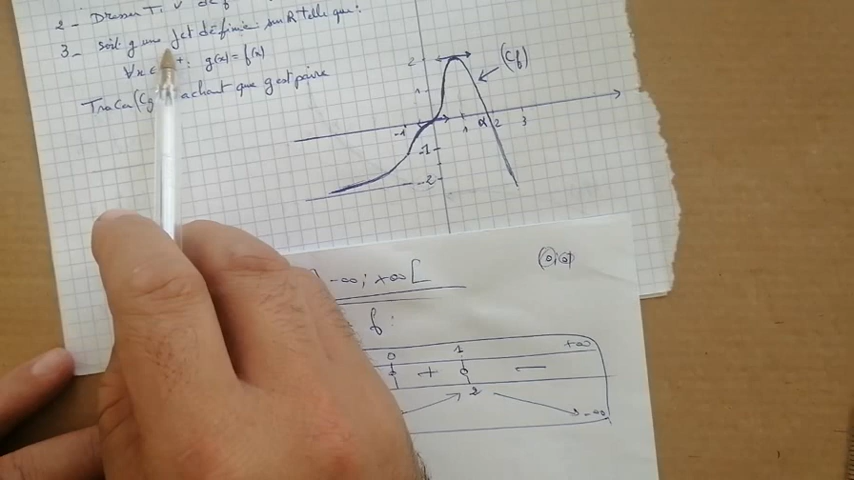 2 - Dresser T. V de f
3 - soit g une fct définie sur R telle que:
g(x) = f(x)
Tracer (Cg achant que g est paire
2
(Cf)
1
-1
1
α
2
3
-1
-2
-∞; +∞[
(0;0)
f:
0
1
+∞
+
-
2
-∞